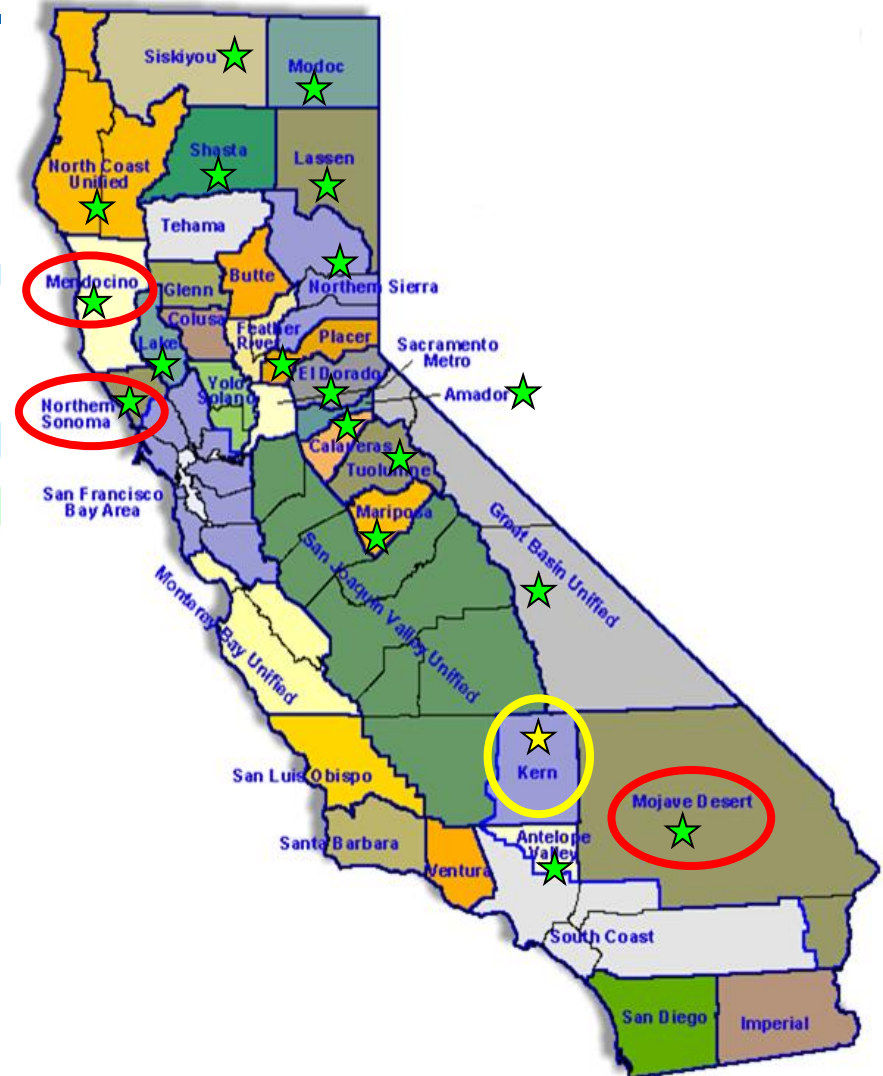 Siskiyou
Modoc
North Coast
Unified
Shasta
Lassen
Tehama
Mendocino
Glenn
Butte
Northern Sierra
Colusa
Feather
River
Placer
Lake
Sacramento
Metro
Yolo
Solano
El Dorado
Amador
Northern
Sonoma
Calaveras
Tuolumne
San Francisco
Bay Area
Mariposa
Great Basin Unified
San Joaquin Valley Unified
Monterey Bay Unified
Kern
San Luis Obispo
Mojave Desert
Santa Barbara
Antelope
Valley
Ventura
South Coast
San Diego
Imperial